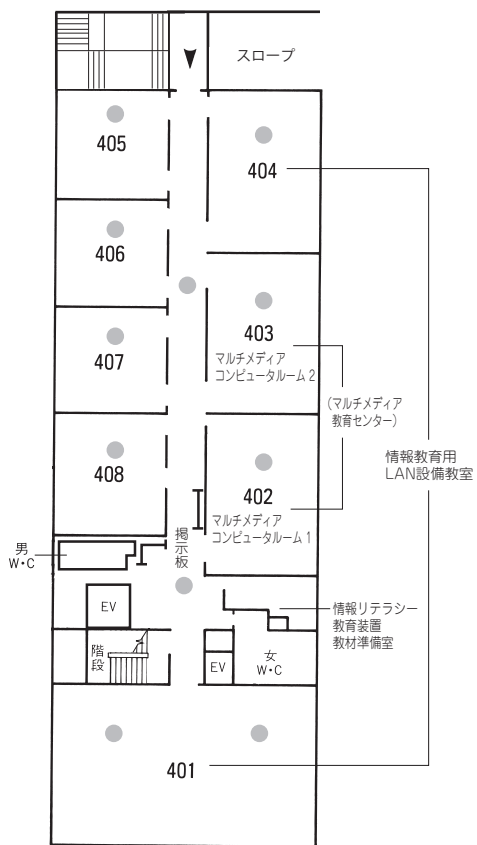 スロープ
405
404
406
403
マルチメディア
コンピュータルーム2
407
(マルチメディア
教育センター)
408
402
マルチメディア
コンピュータルーム1
情報教育用
LAN設備教室
掲示板
男
W・C
EV
情報リテラシー
教育装置
教材準備室
階段
EV
女
W・C
401